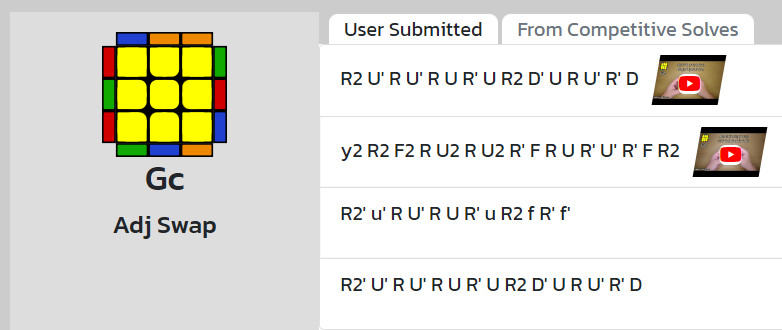 User Submitted
From Competitive Solves
R2 U' R U' R U R' U R2 D' U R U' R' D
y2 R2 F2 R U2 R U2 R' F R U R' U' R' F R2
Gc
Adj Swap
R2' u' R U' R U R' u R2 f R' f'
R2' U' R U' R U R' U R2 D' U R U' R' D